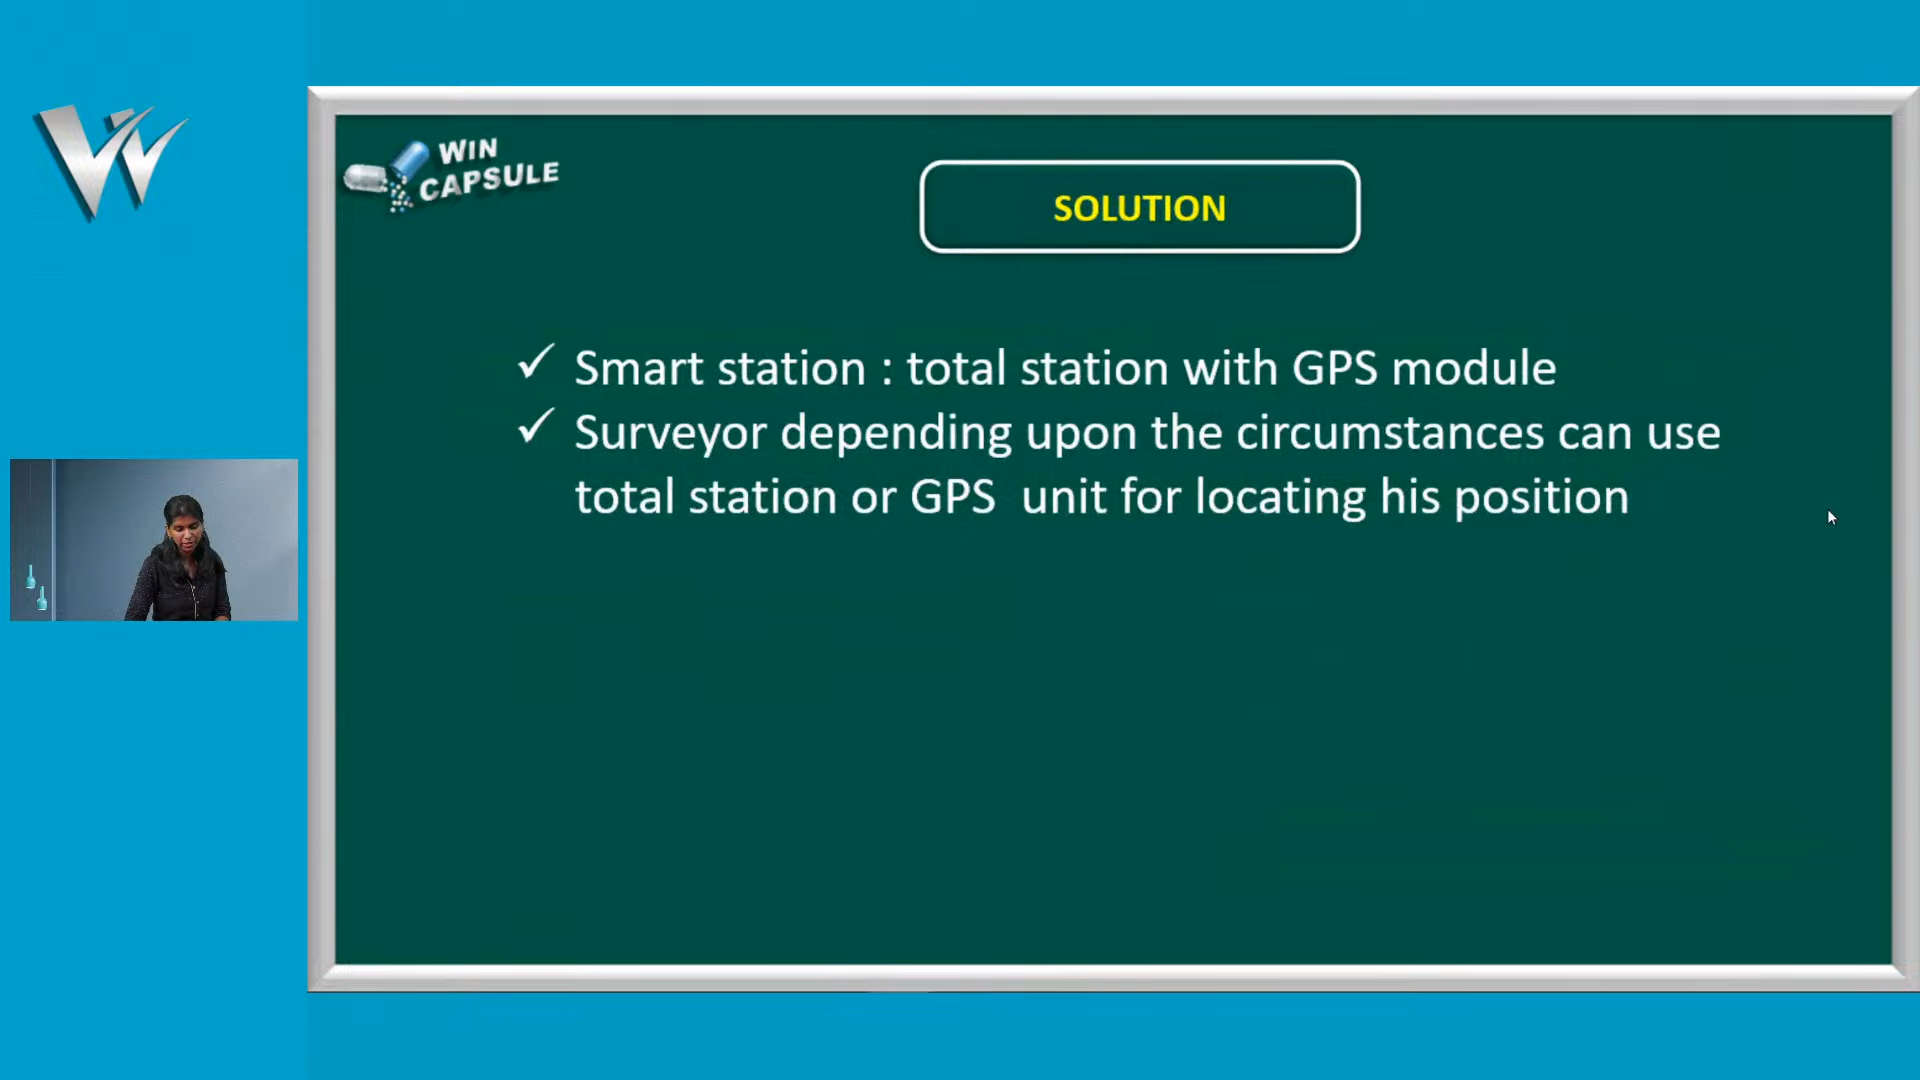 WIN
CAPSULE
SOLUTION
✓ Smart station : total station with GPS module
✓ Surveyor depending upon the circumstances can use
total station or GPS unit for locating his position